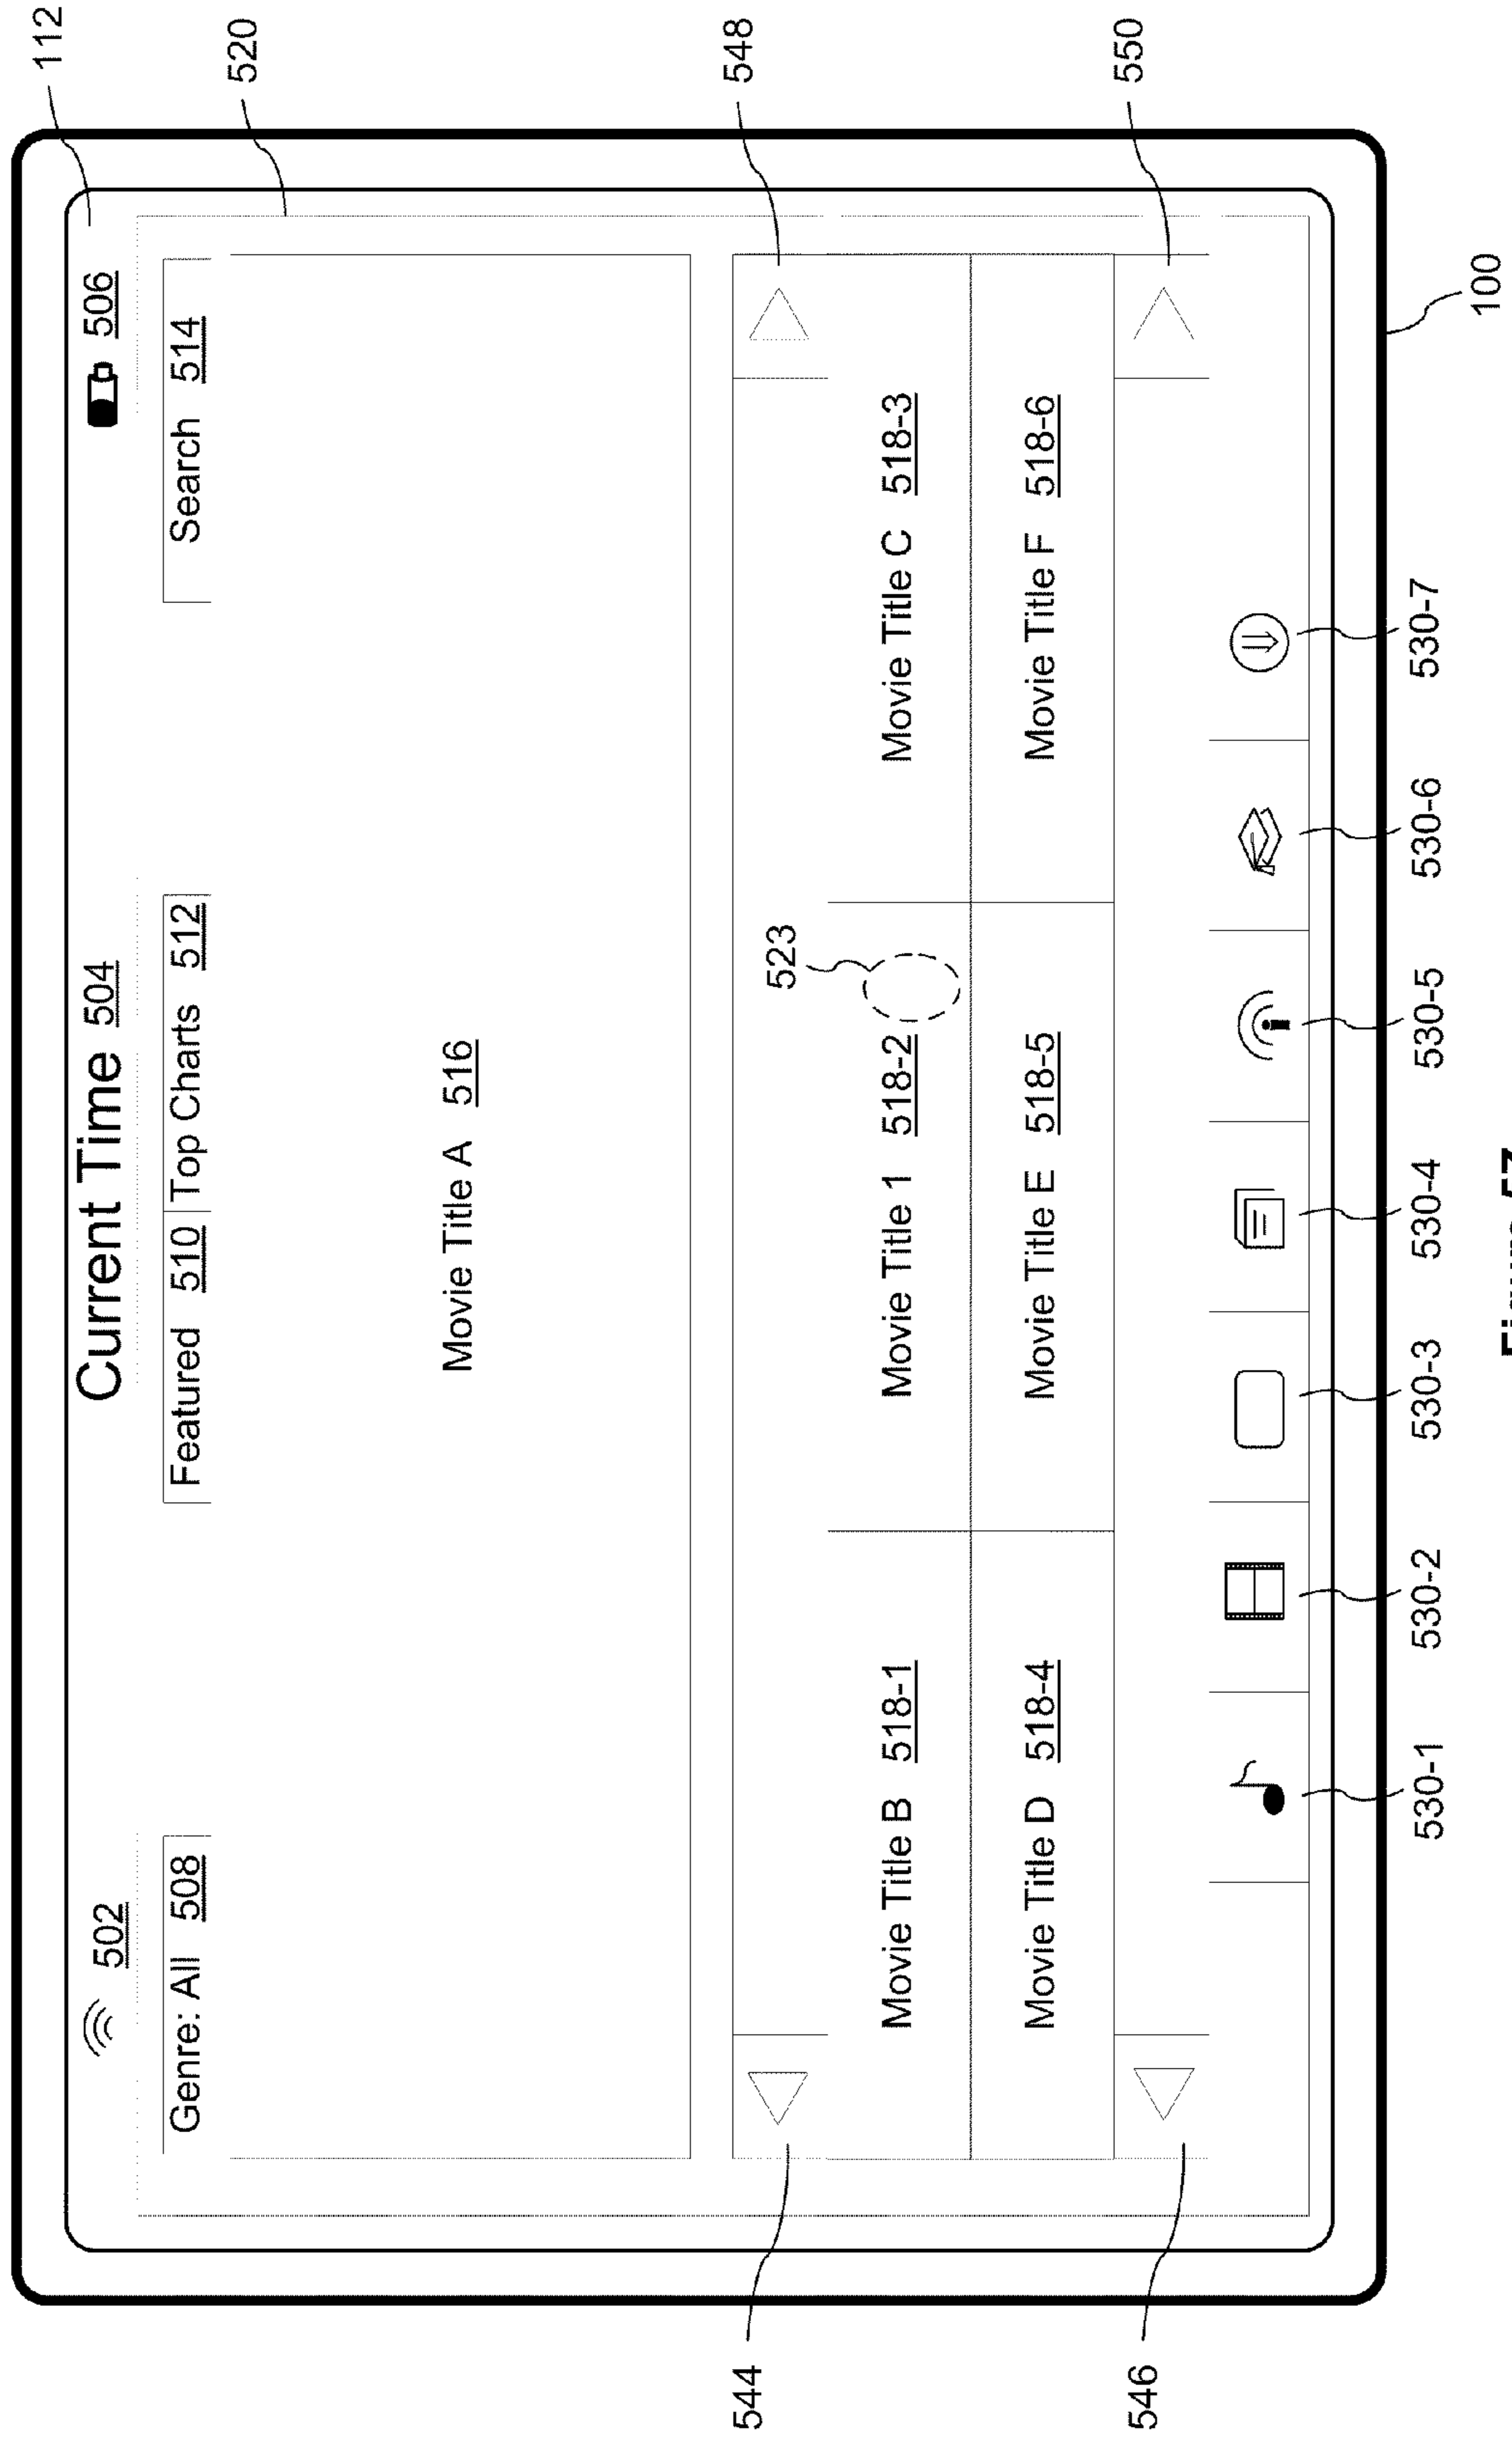 112
502
Current Time 504
506
520
Genre: All 508
Featured 510
Top Charts 512
Search 514
Movie Title A 516
544
548
523
Movie Title B 518-1
Movie Title 1 518-2
Movie Title C 518-3
Movie Title D 518-4
Movie Title E 518-5
Movie Title F 518-6
546
550
530-1
530-2
530-3
530-4
530-5
530-6
530-7
100